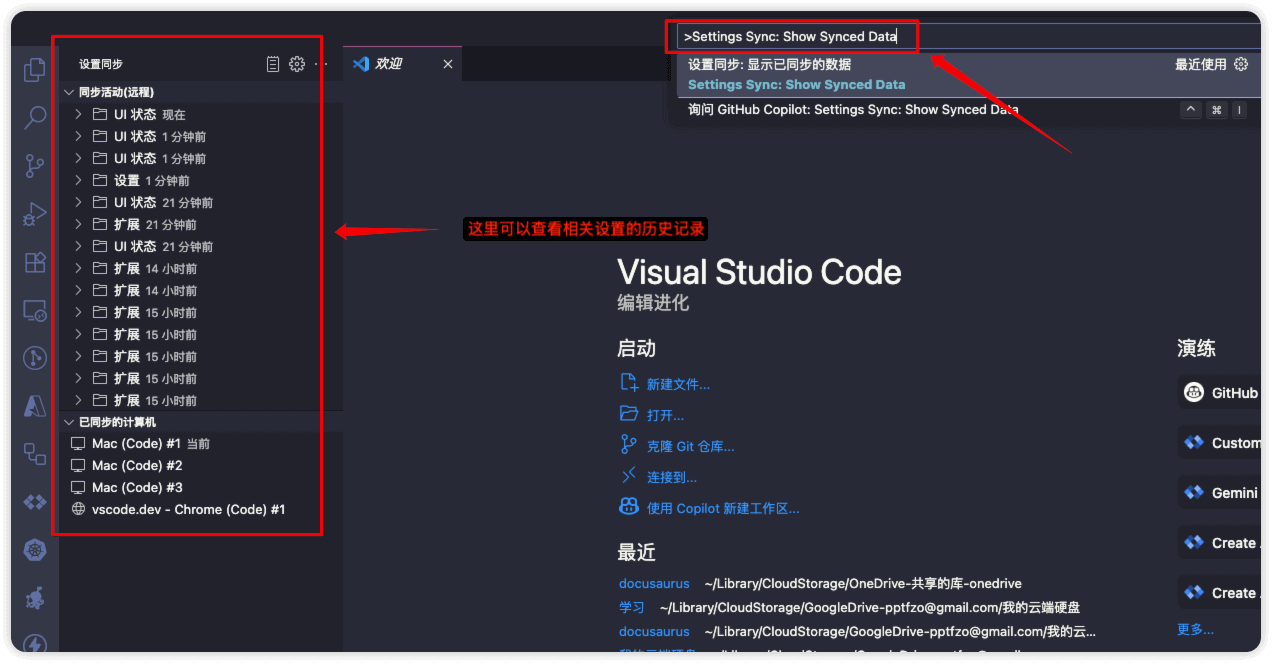 >Settings Sync: Show Synced Data
设置同步: 显示已同步的数据
最近使用
Settings Sync: Show Synced Data
询问 GitHub Copilot: Settings Sync: Show Synced Data
^ ⌘ I
设置同步
欢迎
同步活动(远程)
UI 状态 现在
UI 状态 1 分钟前
UI 状态 1 分钟前
设置 1 分钟前
UI 状态 21 分钟前
扩展 21 分钟前
UI 状态 21 分钟前
扩展 14 小时前
扩展 14 小时前
扩展 15 小时前
扩展 15 小时前
扩展 15 小时前
扩展 15 小时前
扩展 15 小时前
已同步的计算机
Mac (Code) #1 当前
Mac (Code) #2
Mac (Code) #3
vscode.dev - Chrome (Code) #1
这里可以查看相关设置的历史记录
Visual Studio Code
编辑进化
启动
新建文件...
打开...
克隆 Git 仓库...
连接到...
使用 Copilot 新建工作区...
最近
docusaurus ~/Library/CloudStorage/OneDrive-共享的库-onedrive
学习 ~/Library/CloudStorage/GoogleDrive-pptfzo@gmail.com/我的云端硬盘
docusaurus ~/Library/CloudStorage/GoogleDrive-pptfzo@gmail.com/我的云...
演练
GitHub
Custom
Gemini
Create
Create
更多...